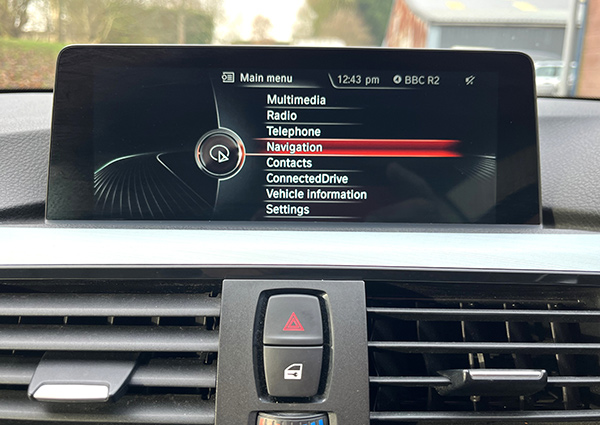 Main menu 12:43 pm BBC R2
Multimedia
Radio
Telephone
Navigation
Contacts
ConnectedDrive
Vehicle information
Settings